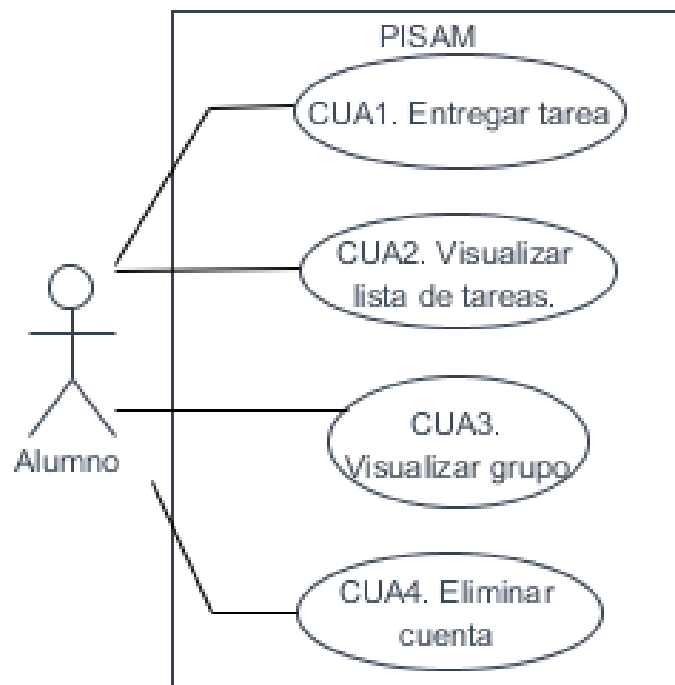 PISAM
CUA1. Entregar tarea
CUA2. Visualizar
lista de tareas.
CUA3.
Visualizar grupo
Alumno
CUA4. Eliminar
cuenta